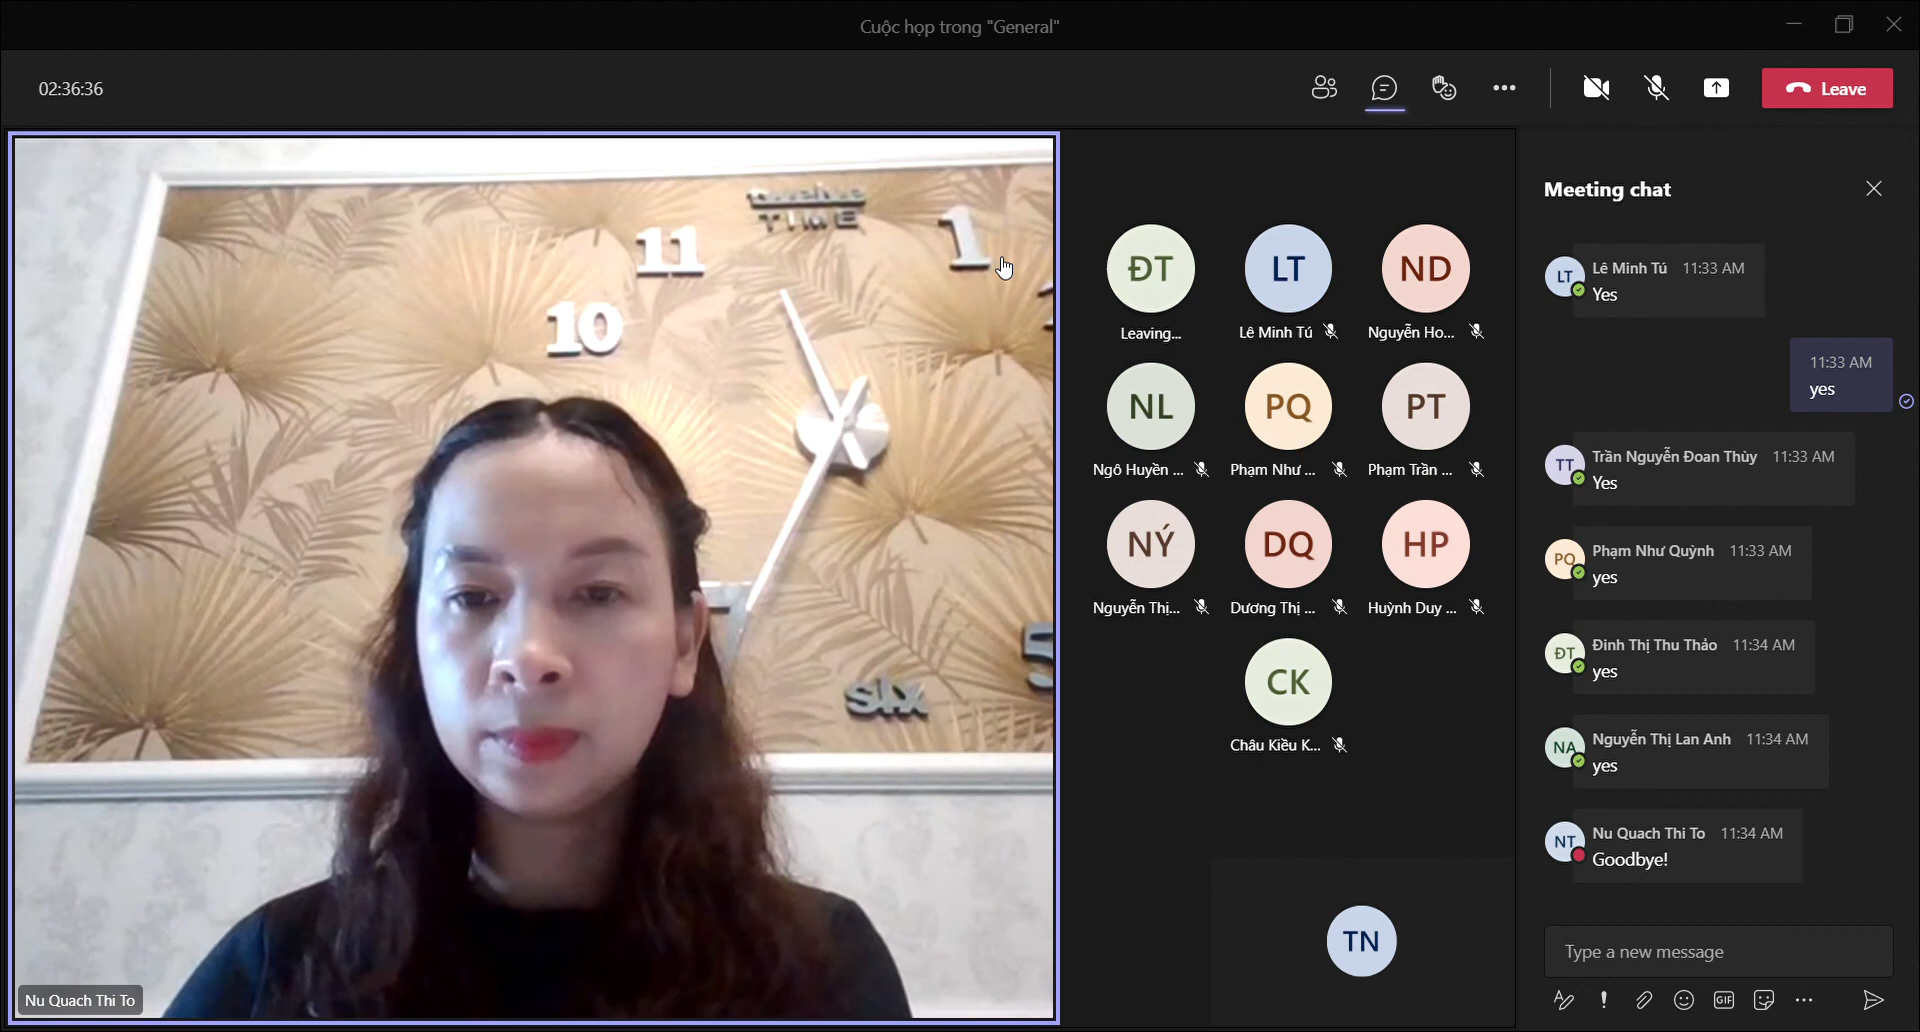 Cuộc họp trong "General"
02:36:36
Leave
twelve
TIME
11
1
10
six
Nu Quach Thi To
ĐT
LT
ND
Leaving...
Lê Minh Tú
Nguyễn Ho...
NL
PQ
PT
Ngô Huyền ...
Phạm Như ...
Phạm Trần ...
NÝ
DQ
HP
Nguyễn Thị...
Dương Thị ...
Huỳnh Duy ...
CK
Châu Kiều K...
TN
Meeting chat
LT
Lê Minh Tú 11:33 AM
Yes
11:33 AM
yes
TT
Trần Nguyễn Đoan Thùy 11:33 AM
Yes
PQ
Phạm Như Quỳnh 11:33 AM
yes
ĐT
Đinh Thị Thu Thảo 11:34 AM
yes
NA
Nguyễn Thị Lan Anh 11:34 AM
yes
NT
Nu Quach Thi To 11:34 AM
Goodbye!
Type a new message
GIF